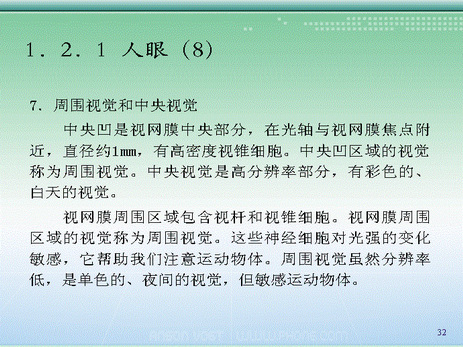 1．2．1 人眼（8）
7．周围视觉和中央视觉
中央凹是视网膜中央部分，在光轴与视网膜焦点附
近，直径约1mm，有高密度视锥细胞。中央凹区域的视觉
称为周围视觉。中央视觉是高分辨率部分，有彩色的、
白天的视觉。
视网膜周围区域包含视杆和视锥细胞。视网膜周围
区域的视觉称为周围视觉。这些神经细胞对光强的变化
敏感，它帮助我们注意运动物体。周围视觉虽然分辨率
低，是单色的、夜间的视觉，但敏感运动物体。
32